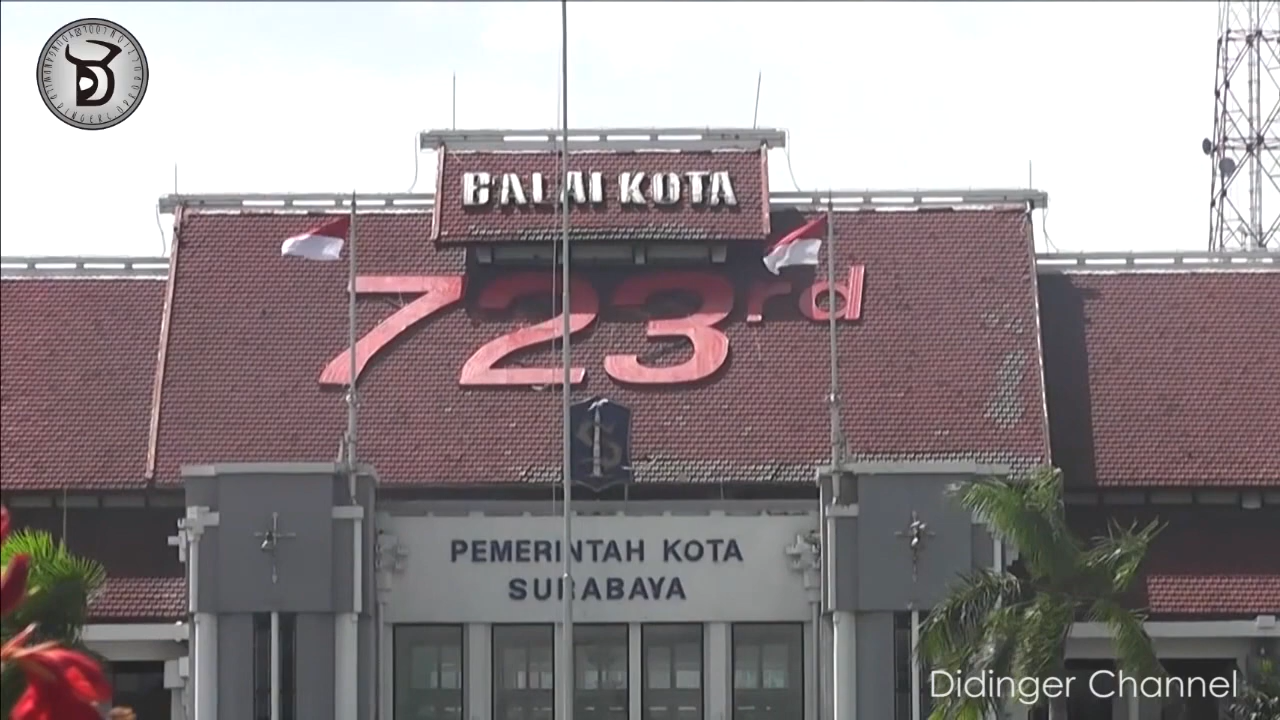 BALAI KOTA
723rd
PEMERINTAH KOTA
SURABAYA
Didinger Channel